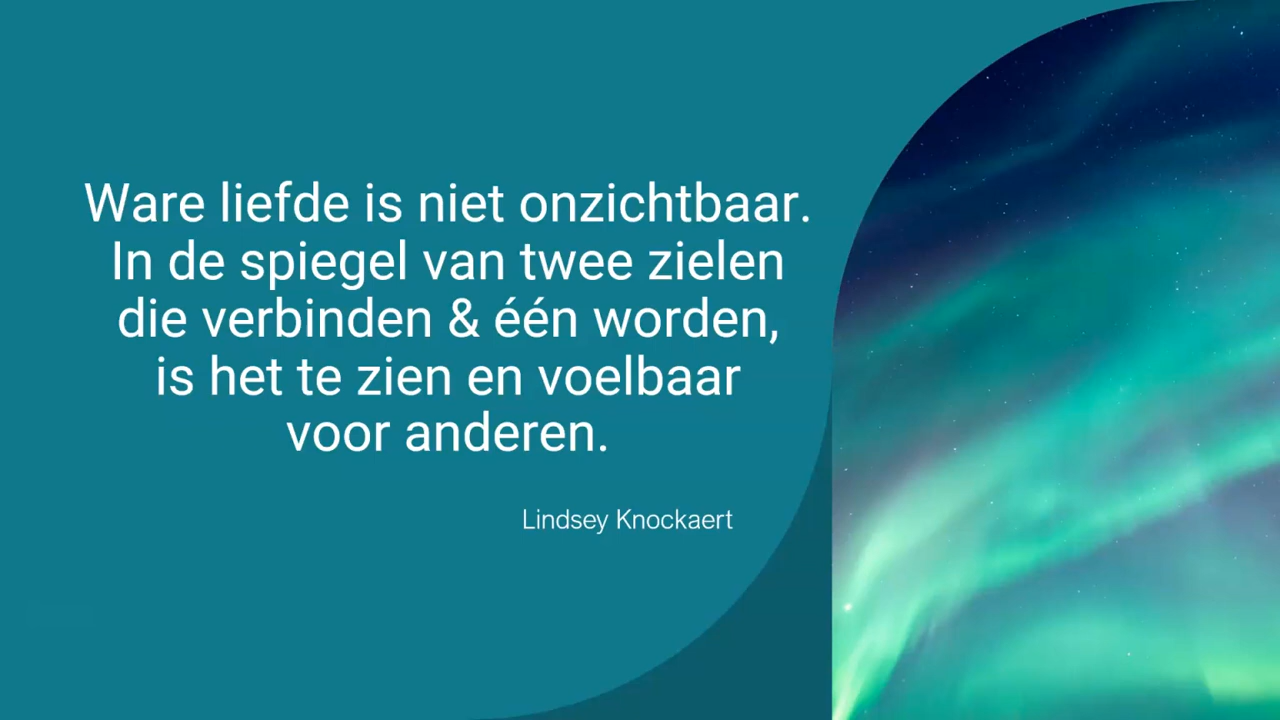 Ware liefde is niet onzichtbaar.
In de spiegel van twee zielen
die verbinden & één worden,
is het te zien en voelbaar
voor anderen.
Lindsey Knockaert